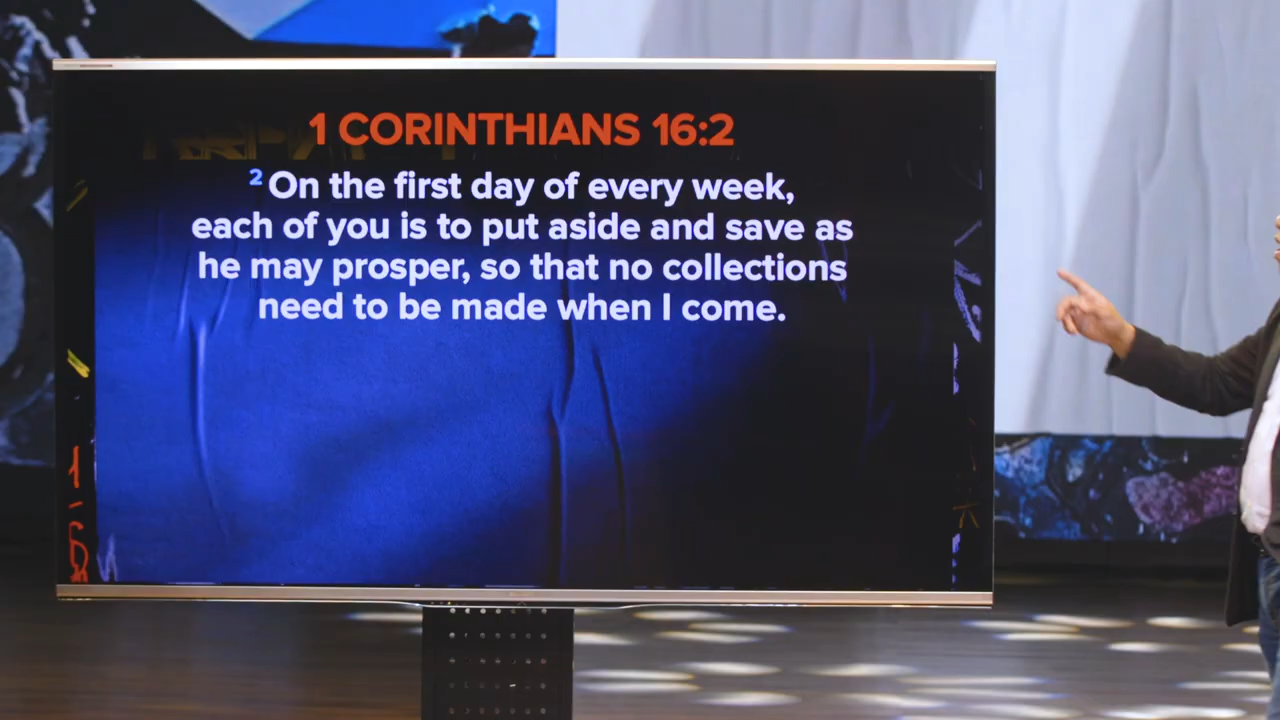 1 CORINTHIANS 16:2
2 On the first day of every week,
each of you is to put aside and save as
he may prosper, so that no collections
need to be made when I come.